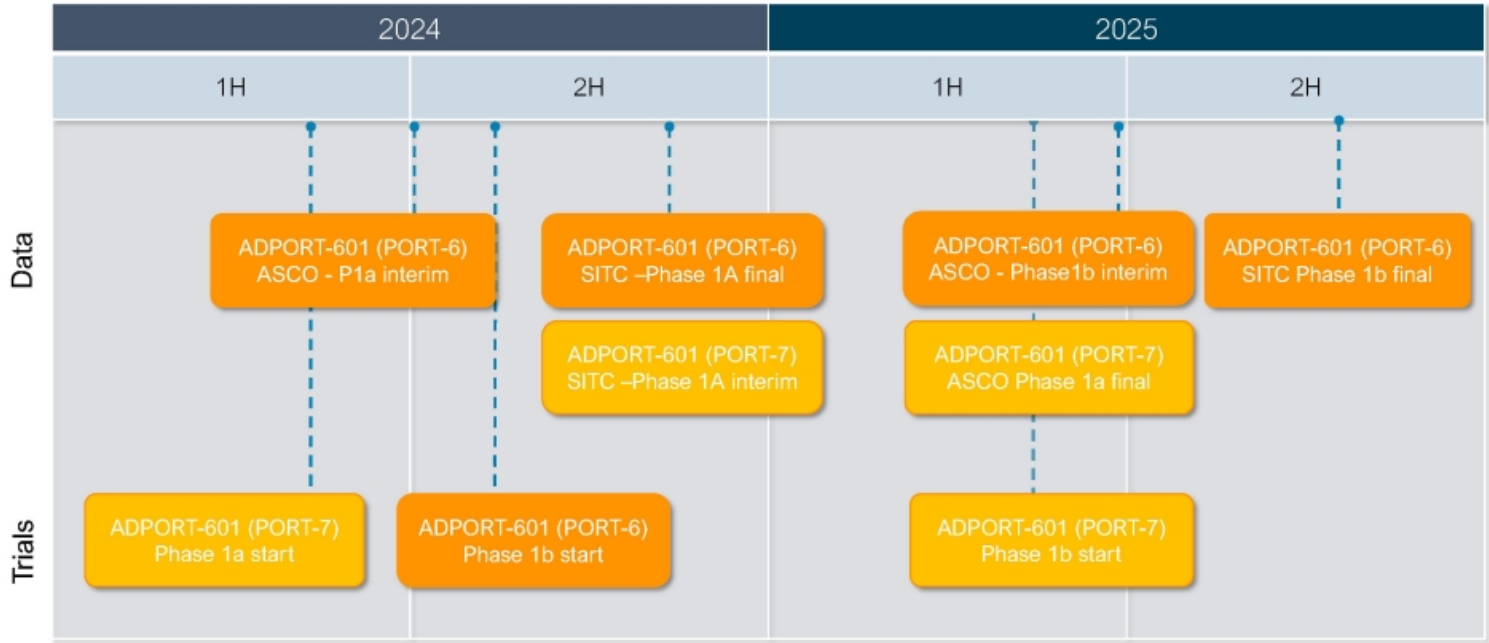 2024
2025
1H
2H
1H
2H
Data
ADPORT-601 (PORT-6)
ASCO - P1a interim
ADPORT-601 (PORT-6)
SITC –Phase 1A final
ADPORT-601 (PORT-6)
ASCO - Phase1b interim
ADPORT-601 (PORT-6)
SITC Phase 1b final
ADPORT-601 (PORT-7)
SITC –Phase 1A interim
ADPORT-601 (PORT-7)
ASCO Phase 1a final
Trials
ADPORT-601 (PORT-7)
Phase 1a start
ADPORT-601 (PORT-6)
Phase 1b start
ADPORT-601 (PORT-7)
Phase 1b start